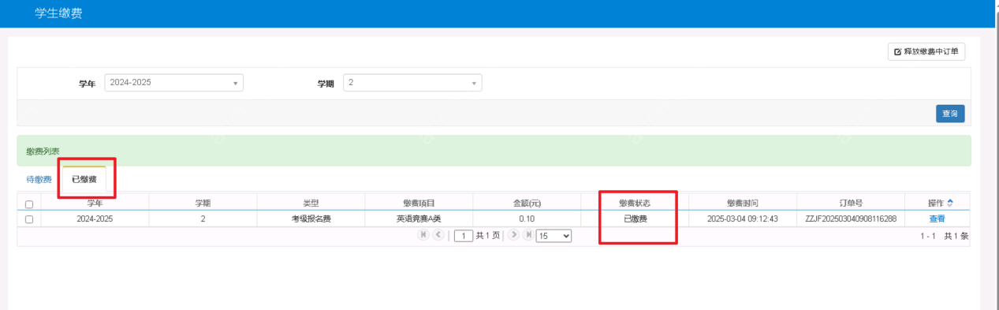 学生缴费
释放缴费中订单
学年 2024-2025 学期 2
查询
缴费列表
待缴费 已缴费
学年 学期 类型 缴费项目 金额(元) 缴费状态 缴费时间 订单号 操作
2024-2025 2 考级报名费 英语竞赛A类 0.10 已缴费 2025-03-04 09:12:43 ZZJF202503040908116288 查看
1 共 1 页 15 1 - 1 共 1 条